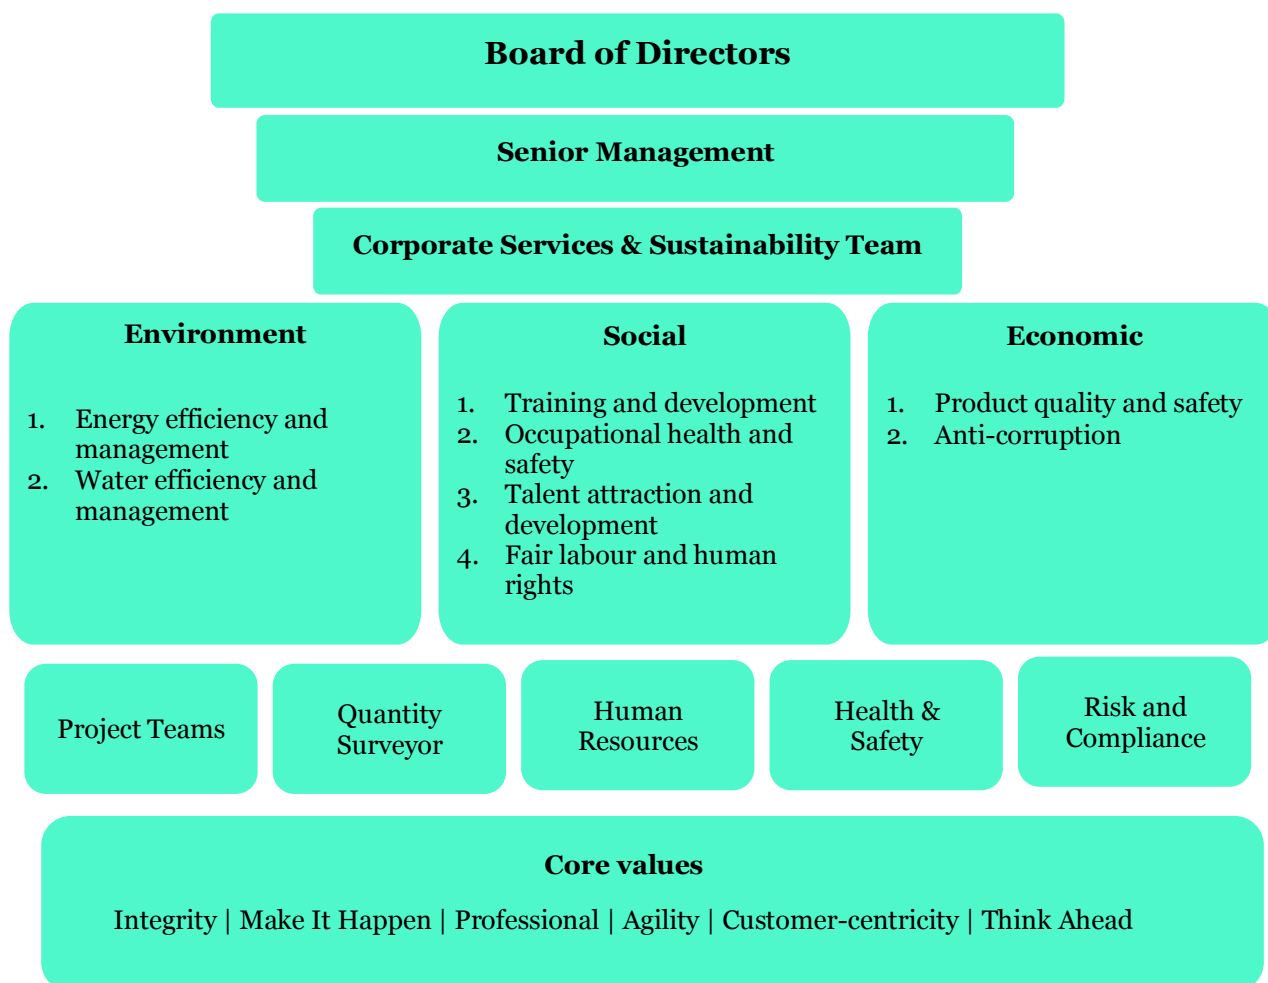 Board of Directors
Senior Management
Corporate Services & Sustainability Team
Environment
1. Energy efficiency and
management
2. Water efficiency and
management
Social
1. Training and development
2. Occupational health and
safety
3. Talent attraction and
development
4. Fair labour and human
rights
Economic
1. Product quality and safety
2. Anti-corruption
Project Teams
Quantity
Surveyor
Human
Resources
Health &
Safety
Risk and
Compliance
Core values
Integrity | Make It Happen | Professional | Agility | Customer-centricity | Think Ahead